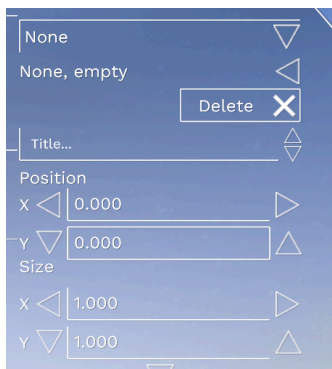 None
None, empty
Delete
Title...
Position
X 0.000
Y 0.000
Size
X 1.000
Y 1.000